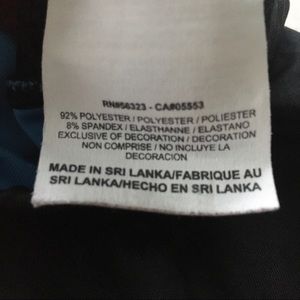 RN#56323 - CA#05553
92% POLYESTER / POLYESTER / POLIESTER
8% SPANDEX / ELASTHANNE / ELASTANO
EXCLUSIVE OF DECORATION / DECORATION
NON COMPRISE / NO INCLUYE LA
DECORACION
MADE IN SRI LANKA/FABRIQUE AU
SRI LANKA/HECHO EN SRI LANKA